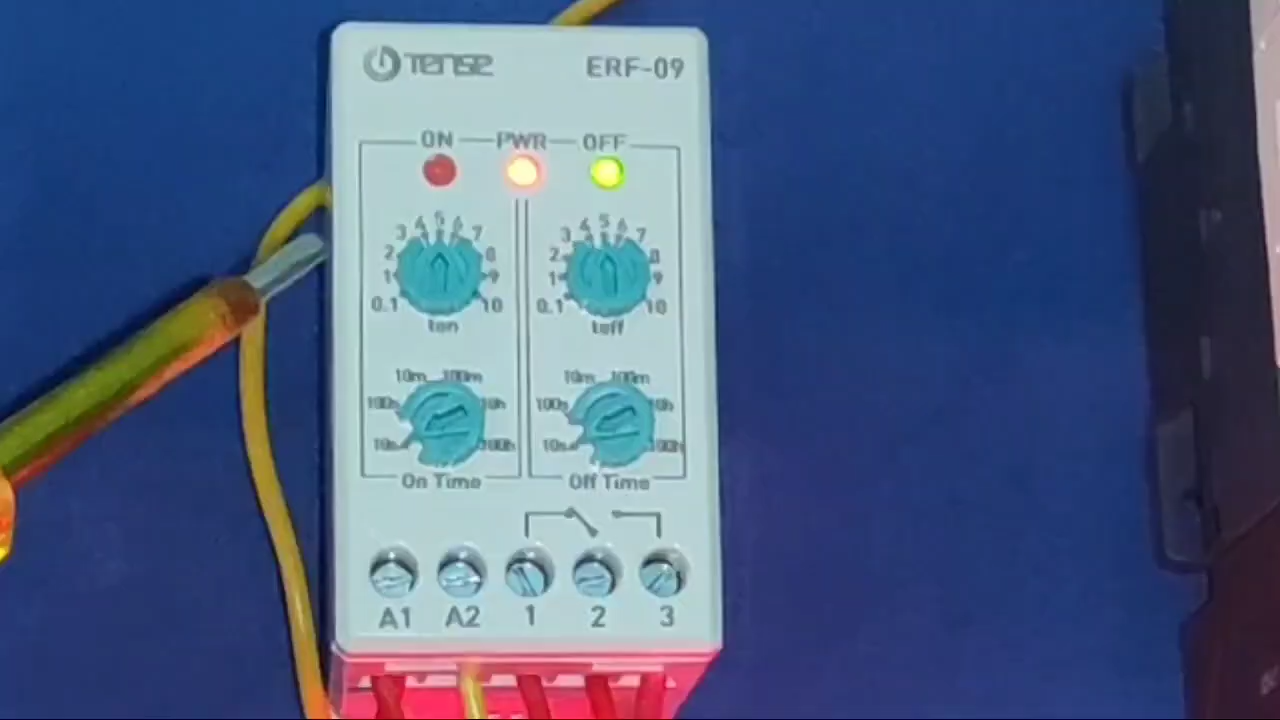 TENSE ERF-09
ON PWR OFF
3 4 5 6 7 3 4 5 6 7
2 8 2 8
1 9 1 9
0.1 10 0.1 10
ton toff
10m 100m 10m 100m
100s 10h 100s 10h
10s 100h 10s 100h
On Time Off Time
A1 A2 1 2 3